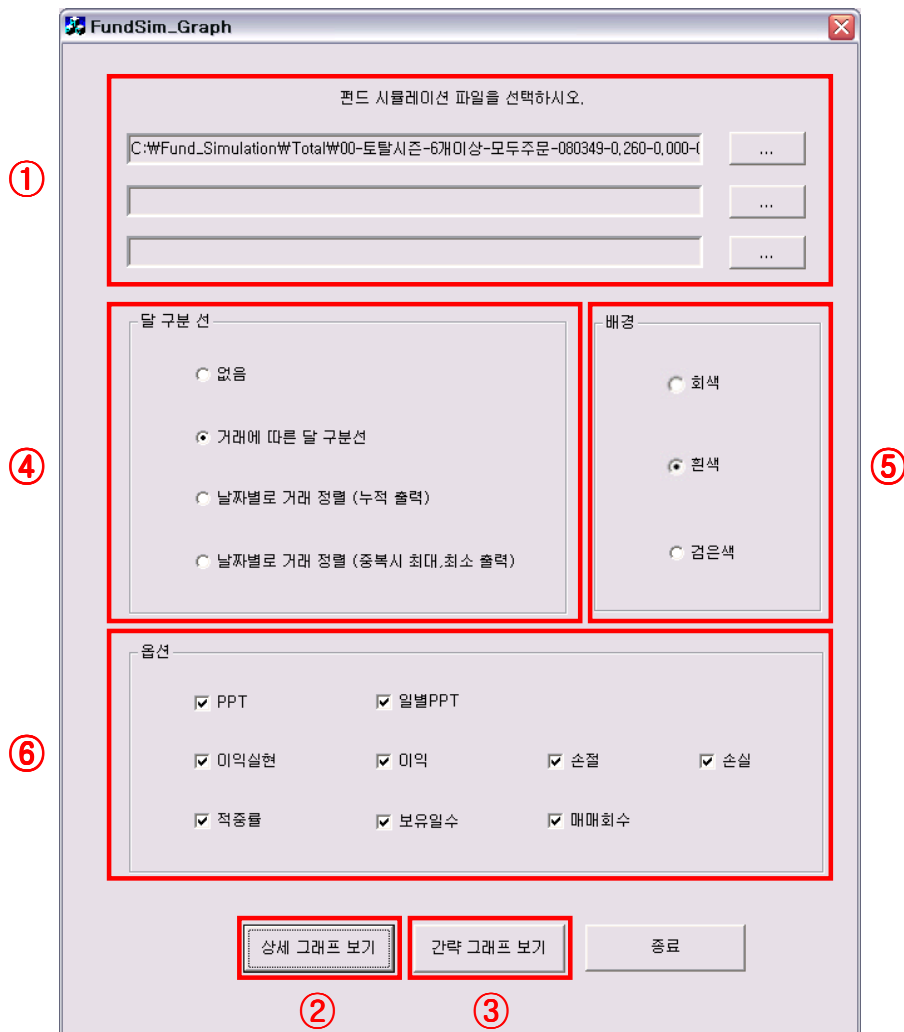 FundSim_Graph
펀드 시뮬레이션 파일을 선택하시오.
①
C:₩Fund_Simulation₩Total₩00-토탈시즌-6개이상-모두주문-080349-0,260-0,000-(
...
...
...
달 구분 선
배경
없음
회색
④
거래에 따른 달 구분선
흰색
⑤
날짜별로 거래 정렬 (누적 출력)
날짜별로 거래 정렬 (중복시 최대,최소 출력)
검은색
옵션
PPT 일별PPT
⑥
이익실현 이익 손절 손실
적중률 보유일수 매매회수
상세 그래프 보기 간략 그래프 보기 종료
② ③